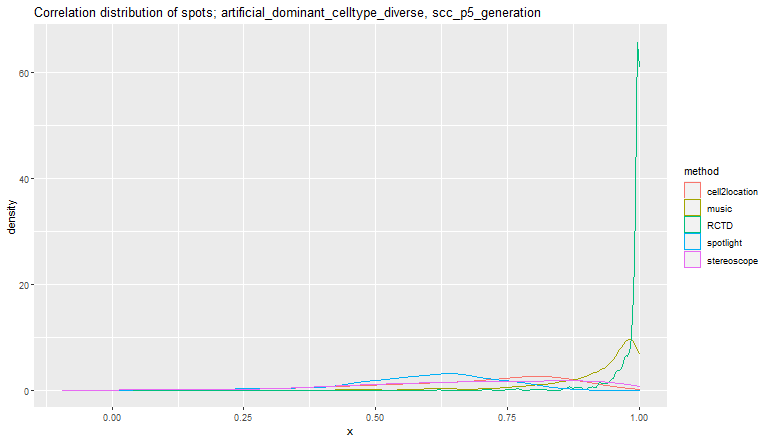 Correlation distribution of spots; artificial_dominant_celltype_diverse, scc_p5_generation
density
60
40
20
0
0.00 0.25 0.50 0.75 1.00
x
method
cell2location
music
RCTD
spotlight
stereoscope